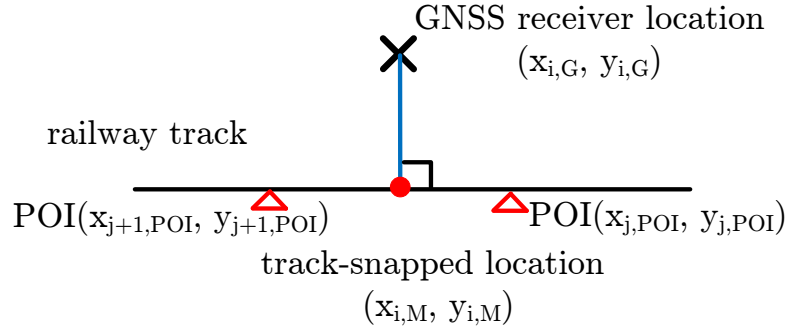 GNSS receiver location
(x_{i,G}, y_{i,G})
railway track
POI(x_{j+1,POI}, y_{j+1,POI})
POI(x_{j,POI}, y_{j,POI})
track-snapped location
(x_{i,M}, y_{i,M})